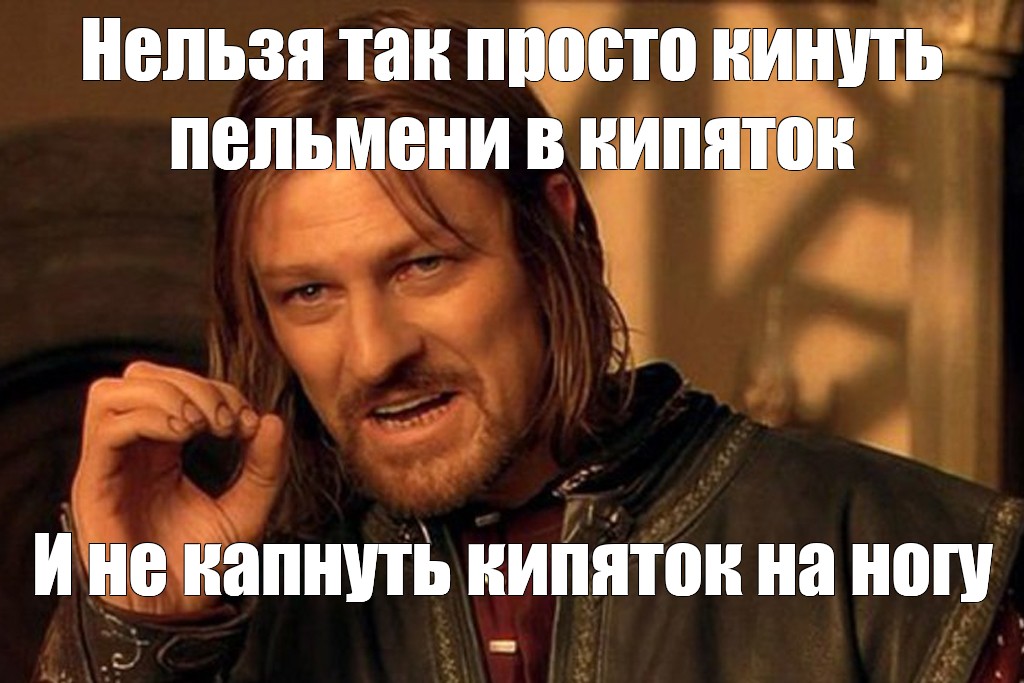 Нельзя так просто кинуть
пельмени в кипяток
И не капнуть кипяток на ногу